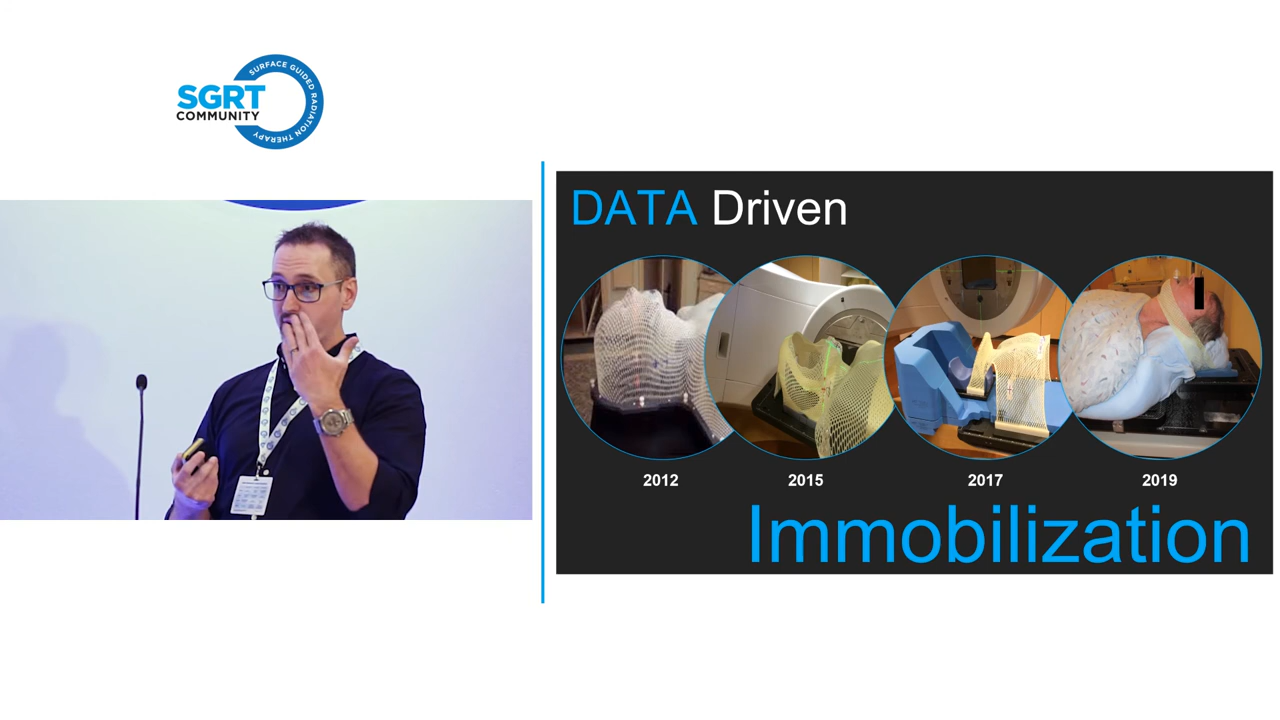 SURFACE GUIDED RADIATION THERAPY
SGRT
COMMUNITY
DATA Driven
2012
2015
2017
2019
Immobilization